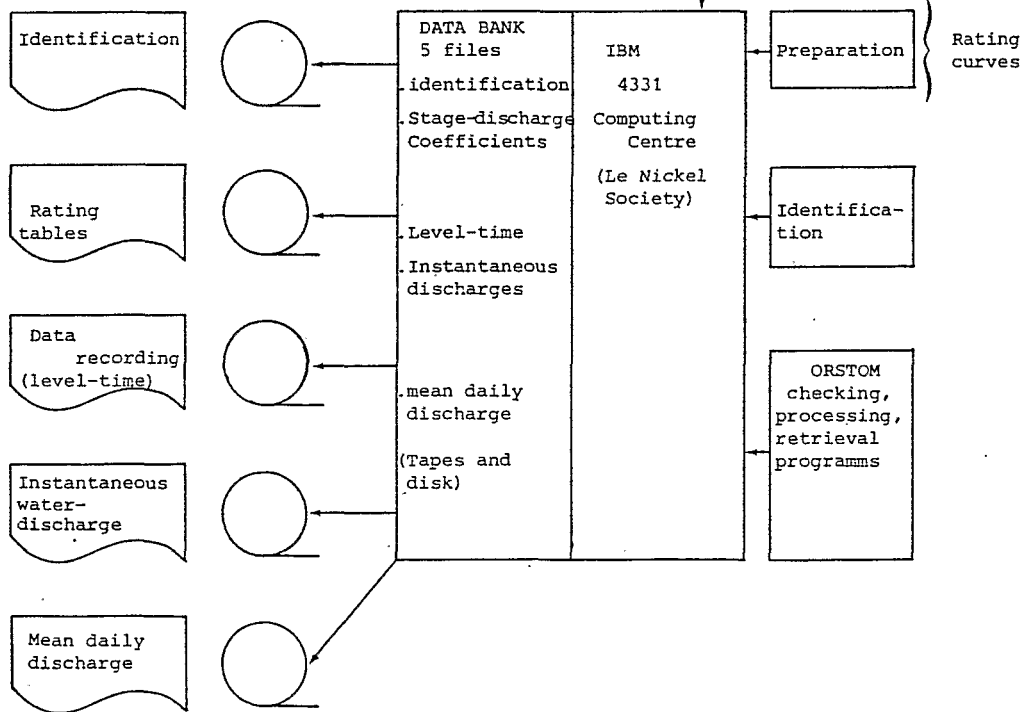 Identification
Rating
tables
Data
recording
(level-time)
Instantaneous
water-
discharge
Mean daily
discharge
DATA BANK
5 files
.identification
.Stage-discharge
Coefficients
.Level-time
.Instantaneous
discharges
.mean daily
discharge
(Tapes and
disk)
IBM
4331
Computing
Centre
(Le Nickel
Society)
Preparation
Rating
curves
Identifica-
tion
ORSTOM
checking,
processing,
retrieval
programms